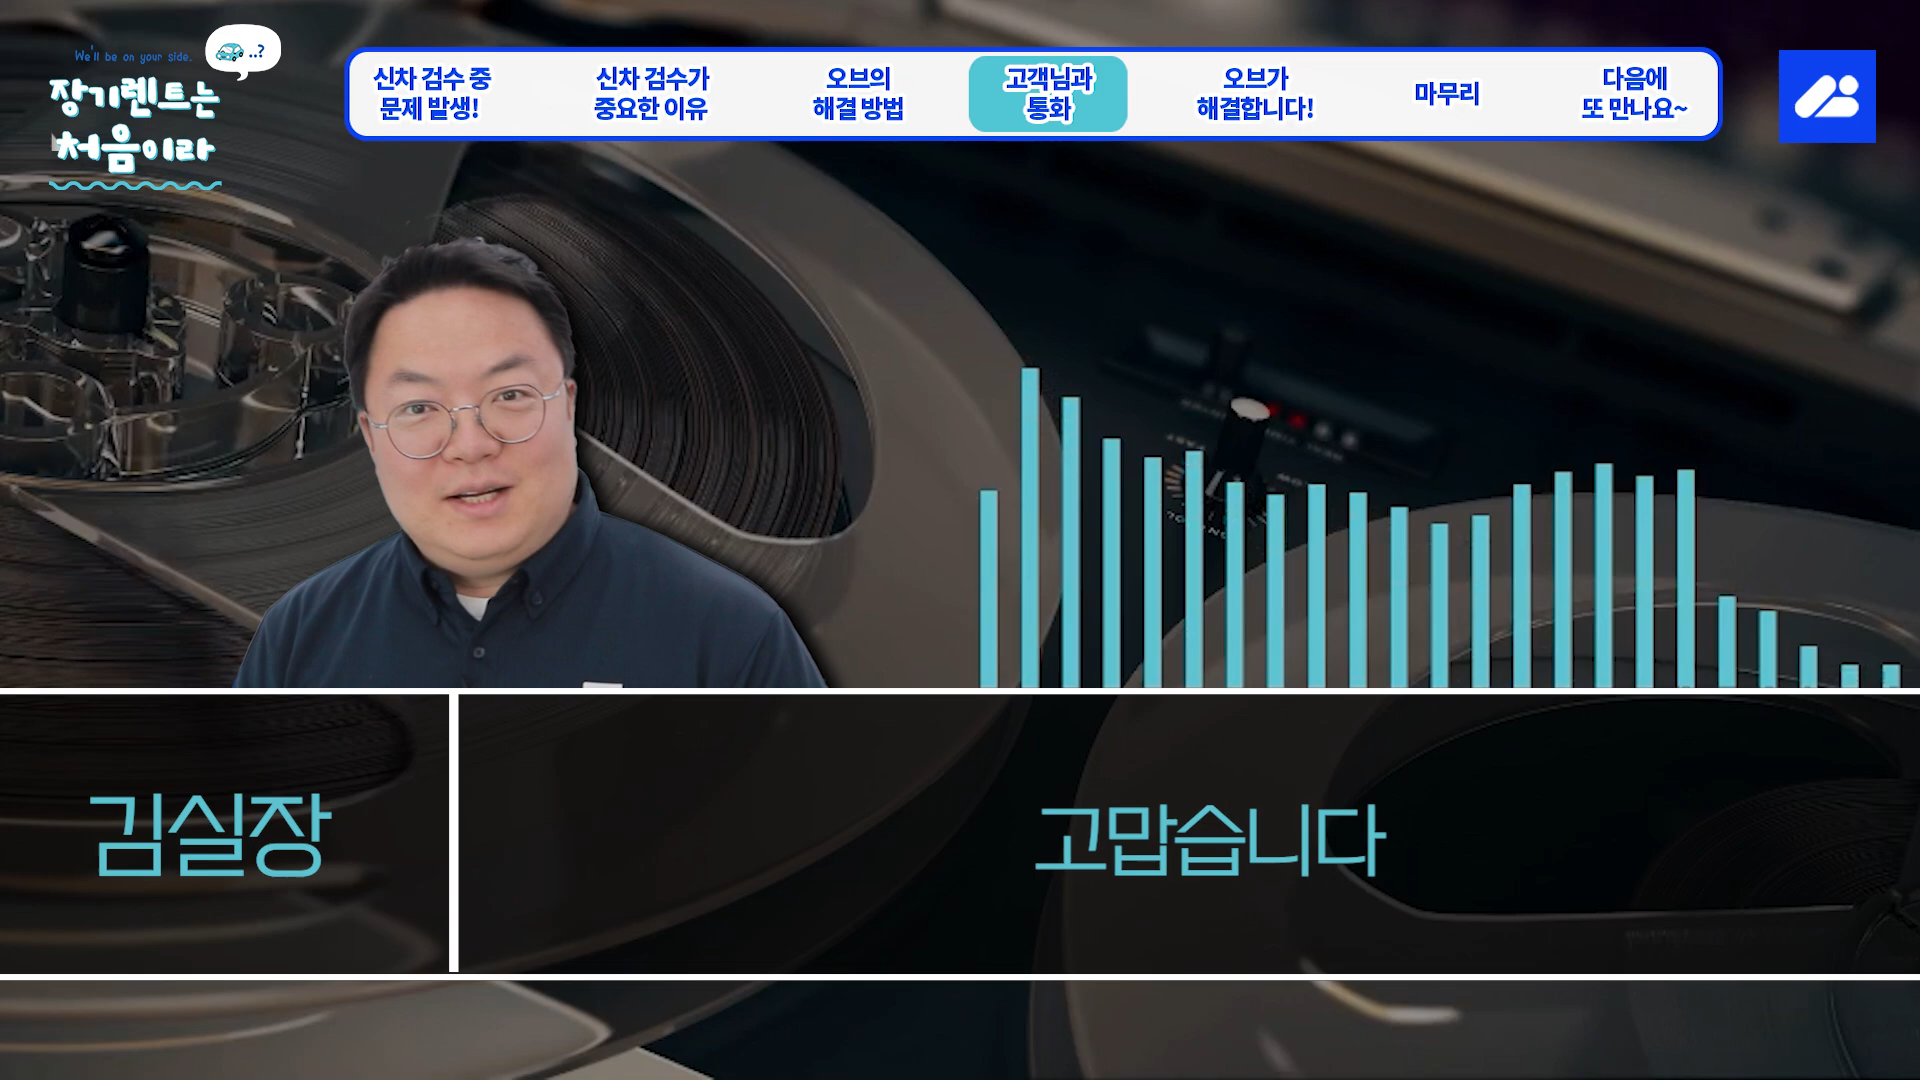 We'll be on your side.
..?
장기렌트는
처음이라
신차 검수 중
문제 발생!
신차 검수가
중요한 이유
오브의
해결 방법
고객님과
통화
오브가
해결합니다!
마무리
다음에
또 만나요~
김실장
고맙습니다